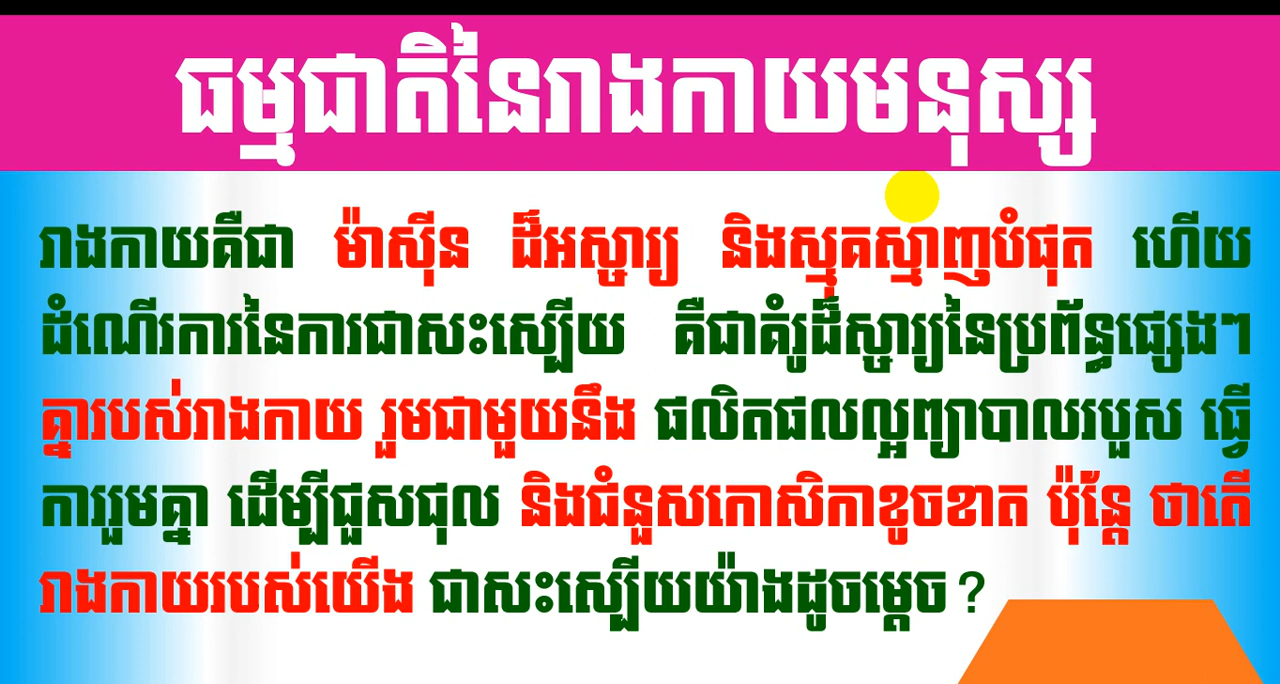 ធម្មជាតិនៃរាងកាយមនុស្ស
រាងកាយគឺជា ម៉ាស៊ីន ដ៏អស្ចារ្យ និងស្មុគស្មាញបំផុត ហើយ
ដំណើរការនៃការជាសះស្បើយ គឺជាគំរូដ៏ស្ចារ្យនៃប្រព័ន្ធផ្សេងៗ
គ្នារបស់រាងកាយ រួមជាមួយនឹង ផលិតផលល្អព្យាបាលរបួស ធ្វើ
ការរួមគ្នា ដើម្បីជួសជុល និងជំនួសកោសិកាខូចខាត ប៉ុន្តែ ថាតើ
រាងកាយរបស់យើង ជាសះស្បើយយ៉ាងដូចម្តេច?